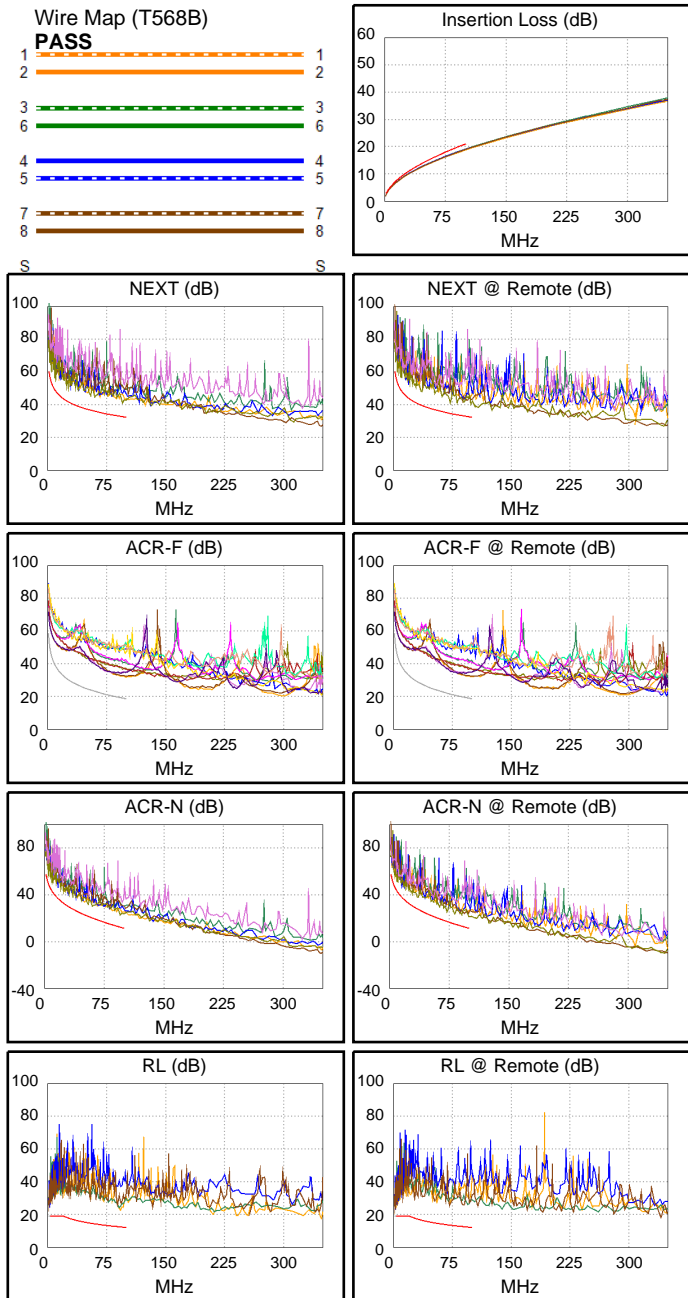 Wire Map (T568B)
PASS
1 1
2 2
3 3
6 6
4 4
5 5
7 7
8 8
S S
Insertion Loss (dB)
60
50
40
30
20
10
0
0 75 150 225 300
MHz
NEXT (dB)
100
80
60
40
20
0
0 75 150 225 300
MHz
NEXT @ Remote (dB)
100
80
60
40
20
0
0 75 150 225 300
MHz
ACR-F (dB)
100
80
60
40
20
0
0 75 150 225 300
MHz
ACR-F @ Remote (dB)
100
80
60
40
20
0
0 75 150 225 300
MHz
ACR-N (dB)
80
40
0
-40
0 75 150 225 300
MHz
ACR-N @ Remote (dB)
80
40
0
-40
0 75 150 225 300
MHz
RL (dB)
100
80
60
40
20
0
0 75 150 225 300
MHz
RL @ Remote (dB)
100
80
60
40
20
0
0 75 150 225 300
MHz